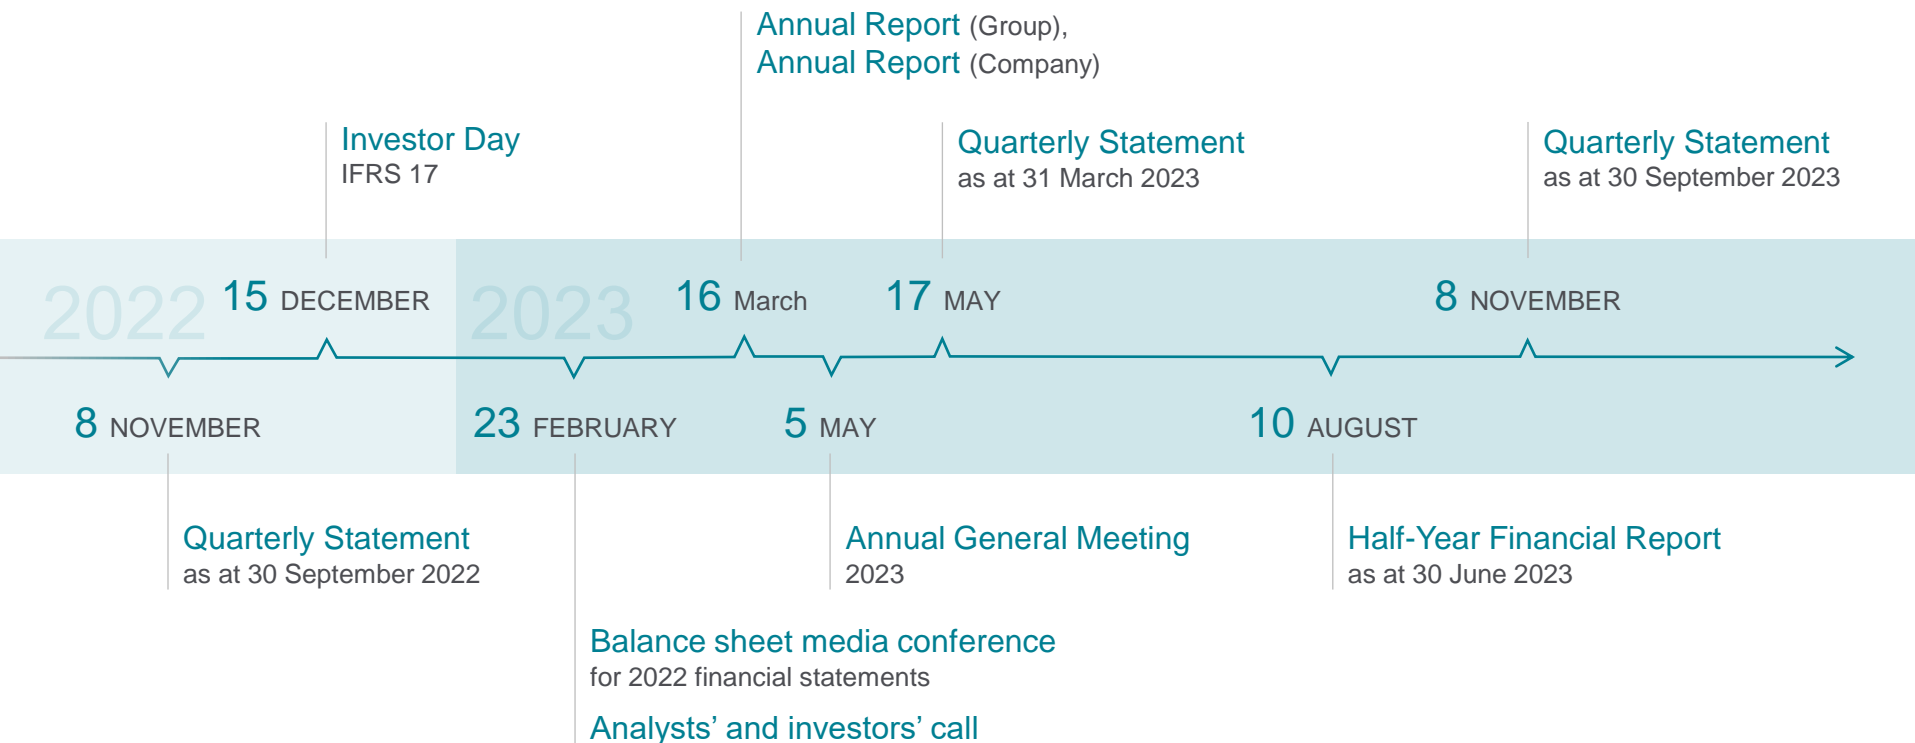 Annual Report (Group),
Annual Report (Company)
Investor Day
IFRS 17
Quarterly Statement
as at 31 March 2023
Quarterly Statement
as at 30 September 2023
2022
15 DECEMBER
2023
16 March
17 MAY
8 NOVEMBER
8 NOVEMBER
23 FEBRUARY
5 MAY
10 AUGUST
Quarterly Statement
as at 30 September 2022
Annual General Meeting
2023
Half-Year Financial Report
as at 30 June 2023
Balance sheet media conference
for 2022 financial statements
Analysts’ and investors’ call